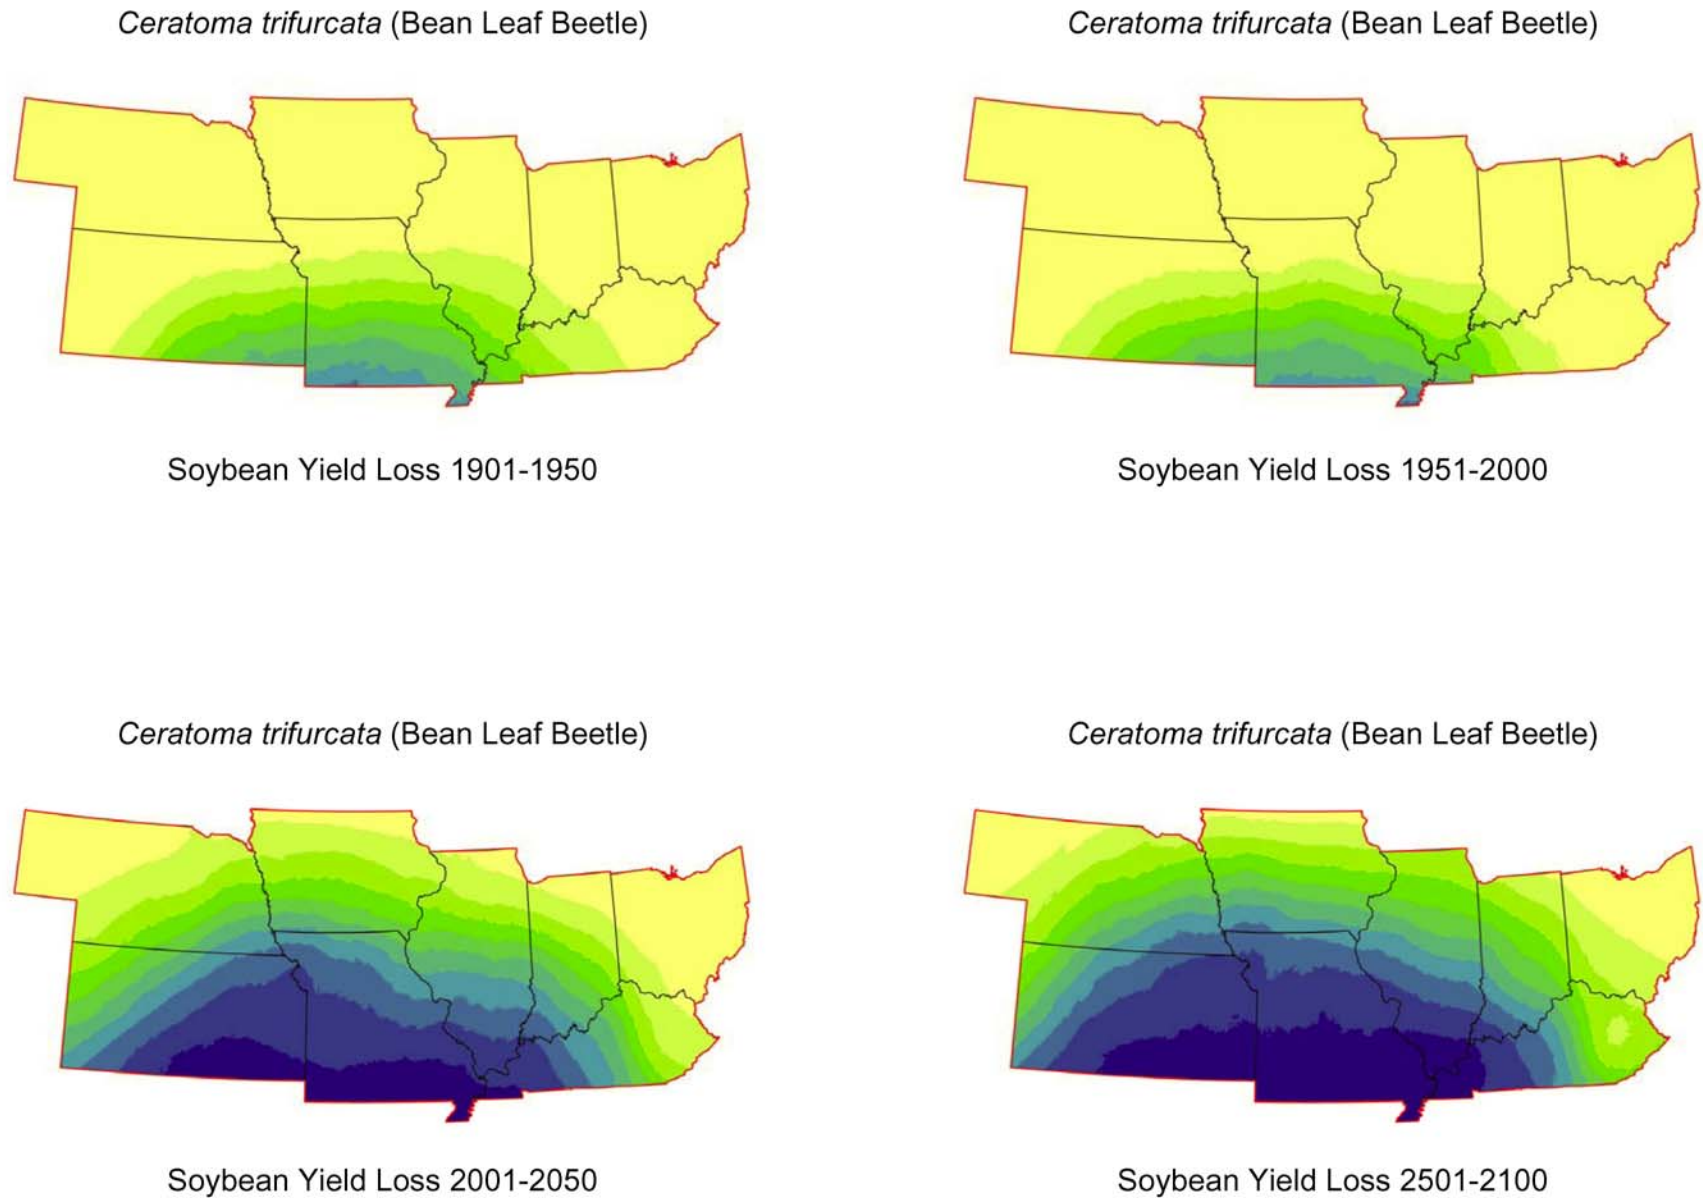 Ceratoma trifurcata (Bean Leaf Beetle)
Ceratoma trifurcata (Bean Leaf Beetle)
Soybean Yield Loss 1901-1950
Soybean Yield Loss 1951-2000
Ceratoma trifurcata (Bean Leaf Beetle)
Ceratoma trifurcata (Bean Leaf Beetle)
Soybean Yield Loss 2001-2050
Soybean Yield Loss 2501-2100